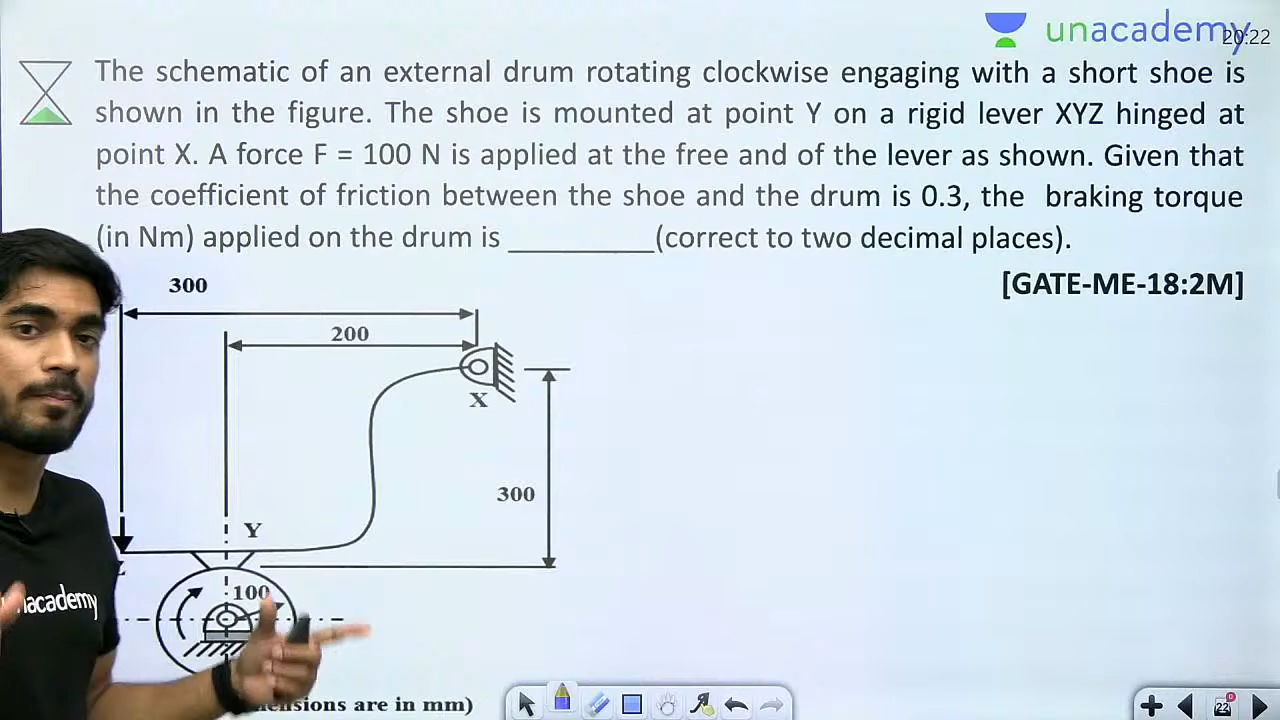 unacademy
20:22
The schematic of an external drum rotating clockwise engaging with a short shoe is
shown in the figure. The shoe is mounted at point Y on a rigid lever XYZ hinged at
point X. A force F = 100 N is applied at the free and of the lever as shown. Given that
the coefficient of friction between the shoe and the drum is 0.3, the braking torque
(in Nm) applied on the drum is _________(correct to two decimal places).
[GATE-ME-18:2M]
300
200
X
300
Y
100
are in mm)
22